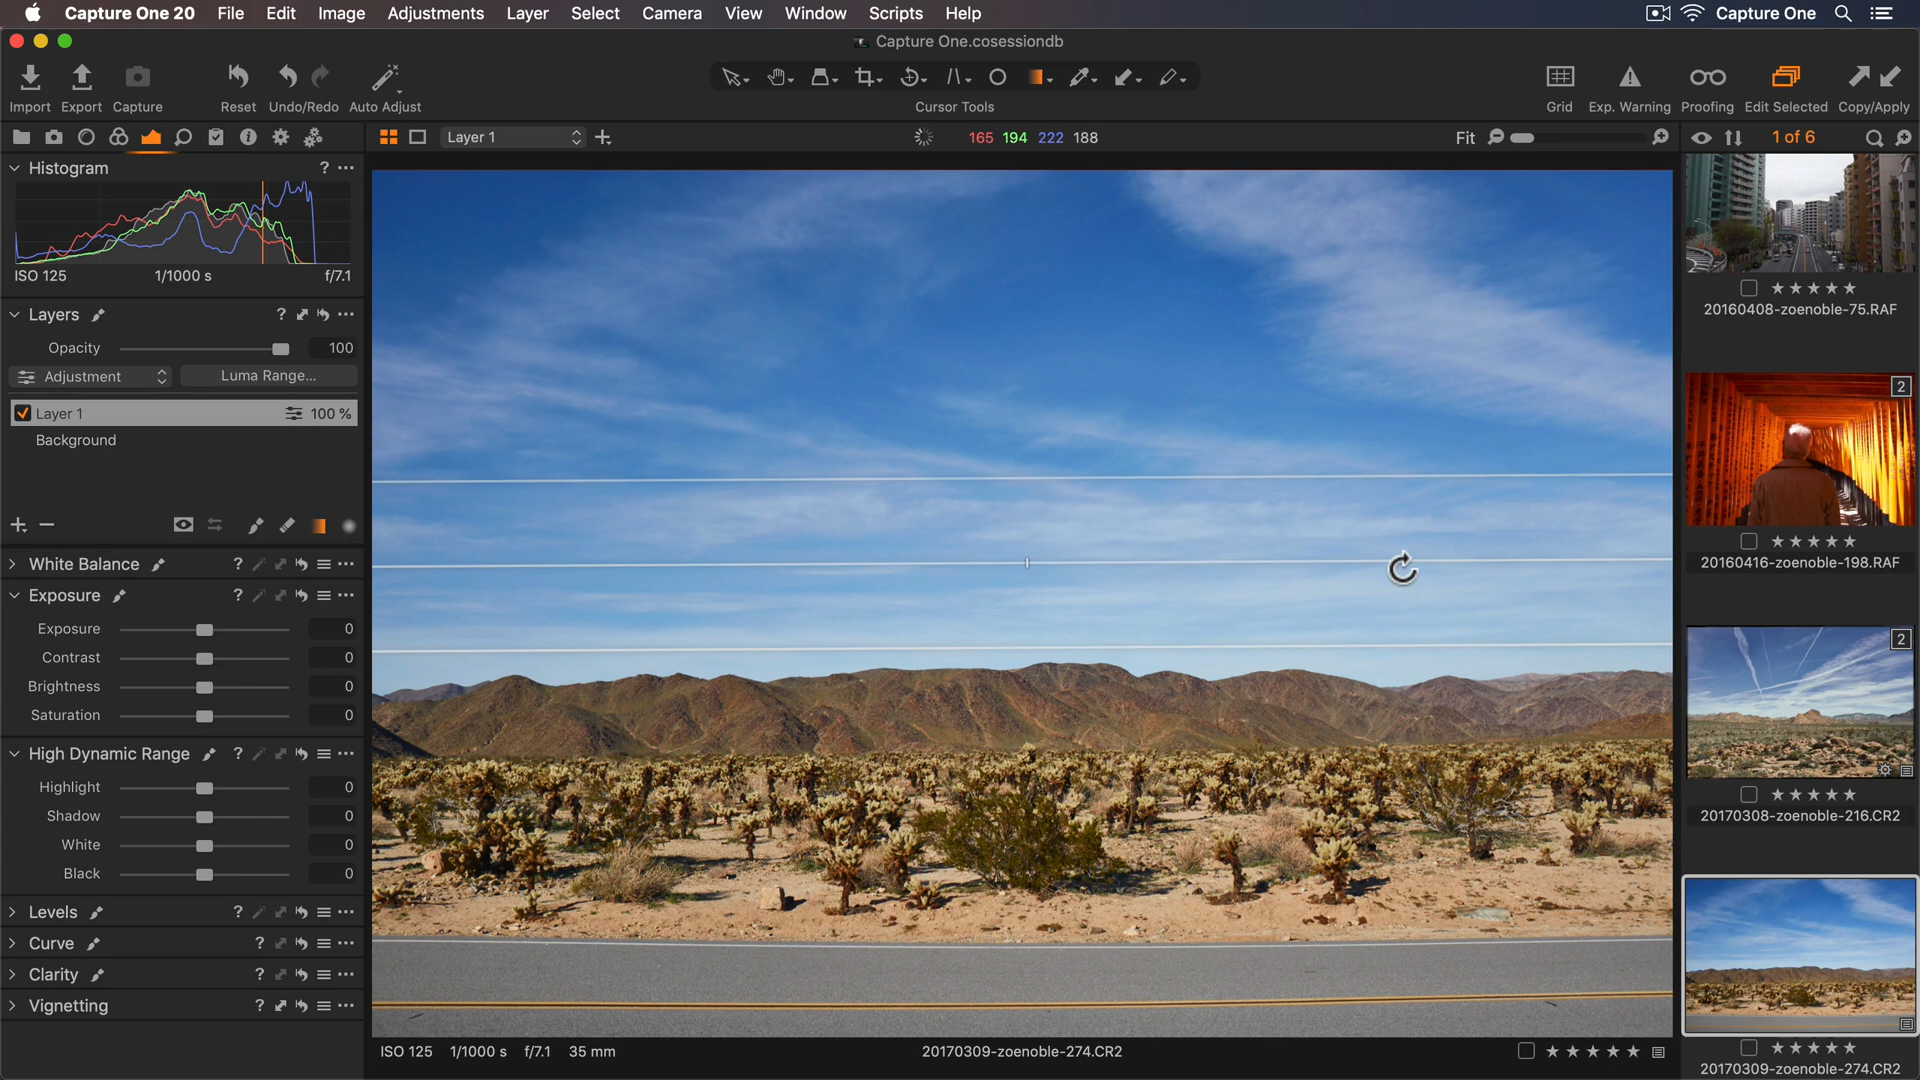 Capture One 20 File Edit Image Adjustments Layer Select Camera View Window Scripts Help Capture One
Capture One.cosessiondb
Import Export Capture Reset Undo/Redo Auto Adjust Cursor Tools Grid Exp. Warning Proofing Edit Selected Copy/Apply
Layer 1 165 194 222 188 Fit 1 of 6
Histogram ?
ISO 125 1/1000 s f/7.1
Layers ?
Opacity 100
Adjustment Luma Range...
Layer 1 100 %
Background
White Balance ?
Exposure ?
Exposure 0
Contrast 0
Brightness 0
Saturation 0
High Dynamic Range ?
Highlight 0
Shadow 0
White 0
Black 0
Levels ?
Curve ?
Clarity ?
Vignetting ?
ISO 125 1/1000 s f/7.1 35 mm 20170309-zoenoble-274.CR2
20160408-zoenoble-75.RAF
2
20160416-zoenoble-198.RAF
2
20170308-zoenoble-216.CR2
20170309-zoenoble-274.CR2